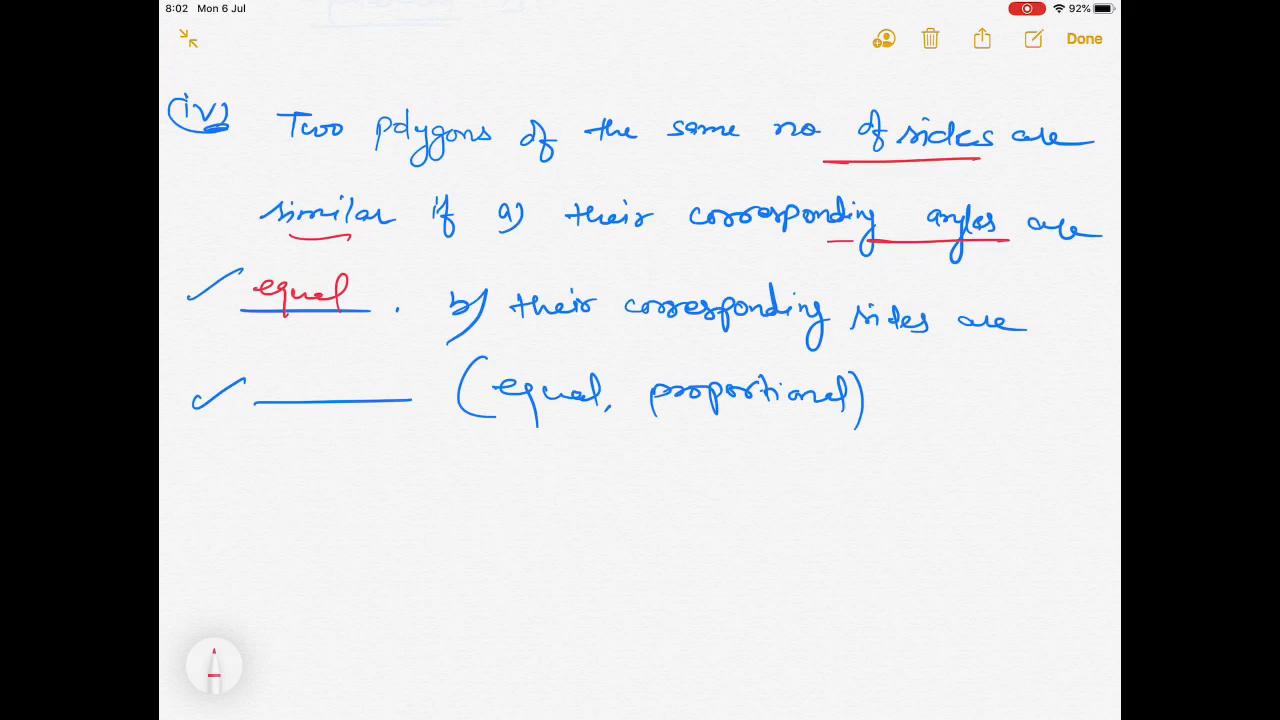 8:02 Mon 6 Jul 92%
Done
(iv) Two polygons of the same no of sides are
similar if a) their corresponding angles are
equal . b) their corresponding sides are
_____ (equal, proportional)